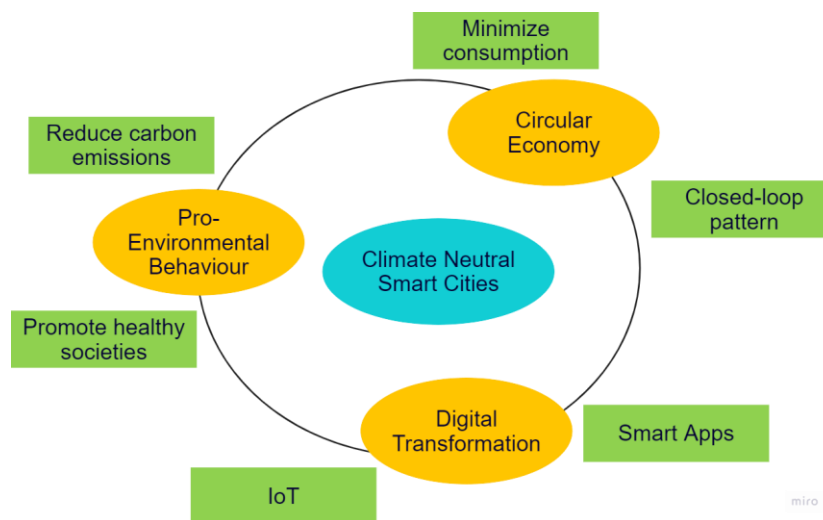 Minimize
consumption
Circular
Economy
Reduce carbon
emissions
Pro-
Environmental
Behaviour
Closed-loop
pattern
Climate Neutral
Smart Cities
Promote healthy
societies
Digital
Transformation
Smart Apps
IoT
miro